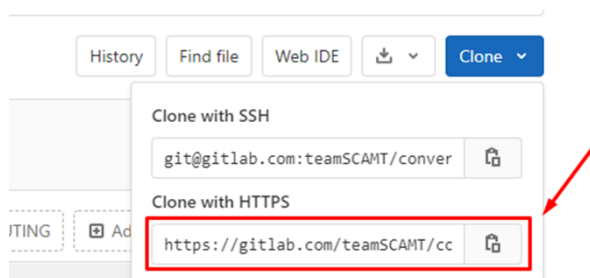 History Find file Web IDE Clone
Clone with SSH
git@gitlab.com:teamSCAMT/conver
Clone with HTTPS
UTING Ad
https://gitlab.com/teamSCAMT/cc